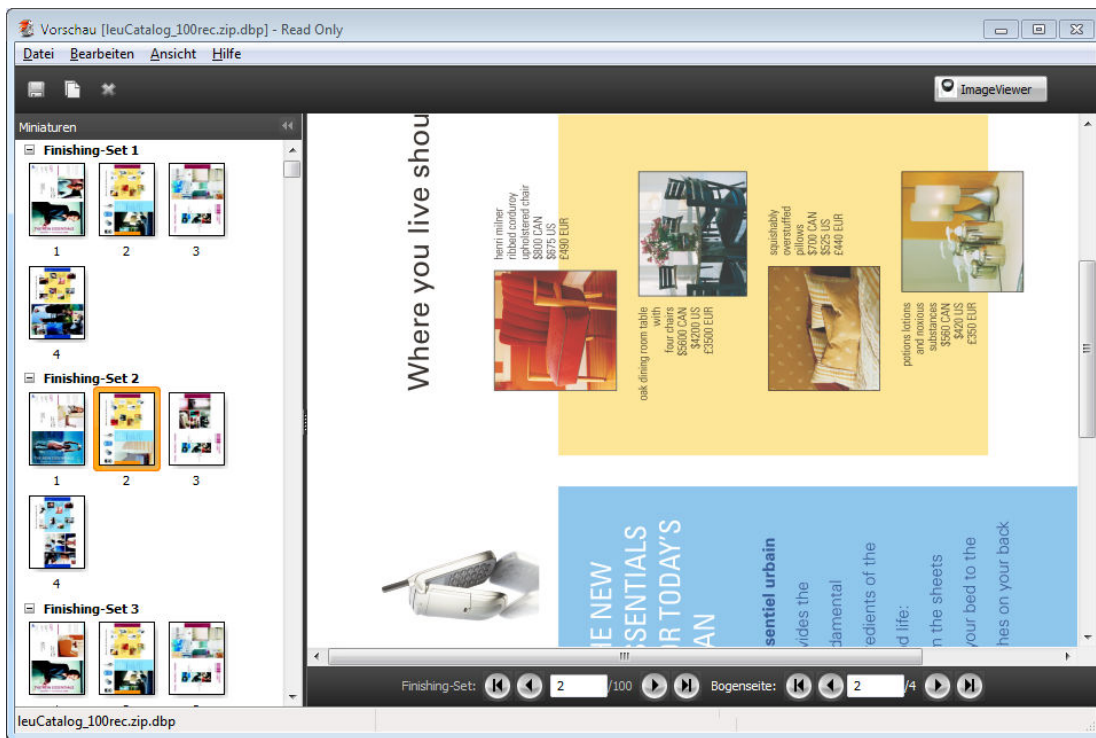 Vorschau [leuCatalog_100rec.zip.dbp] - Read Only
Datei Bearbeiten Ansicht Hilfe
ImageViewer
Miniaturen
Finishing-Set 1
1 2 3
4
Finishing-Set 2
1 2 3
4
Finishing-Set 3
Where you live shou
henri milner
ribbed corduroy
upholstered chair
$800 CAN
$675 US
£490 EUR
oak dining room table
with
four chairs
$5600 CAN
$4200 US
£3500 EUR
squishably
overstuffed
pillows
$700 CAN
$525 US
£440 EUR
potions lotions
and noxious
substances
$560 CAN
$420 US
£350 EUR
HE NEW
SSENTIALS
OR TODAY'S
AN
sentiel urbain
vides the
damental
edients of the
d life:
n the sheets
your bed to the
hes on your back
Finishing-Set: 2 /100 Bogenseite: 2 /4
leuCatalog_100rec.zip.dbp